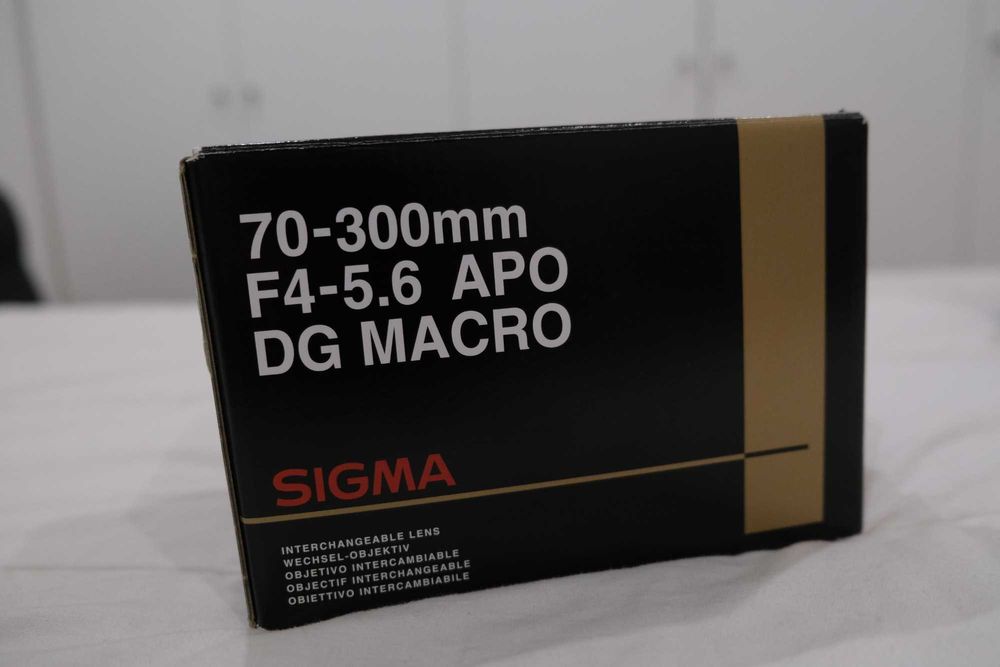 70-300mm
F4-5.6 APO
DG MACRO
SIGMA
INTERCHANGEABLE LENS
WECHSEL-OBJEKTIV
OBJETIVO INTERCAMBIABLE
OBJECTIF INTERCHANGEABLE
OBIETTIVO INTERCAMBIABILE